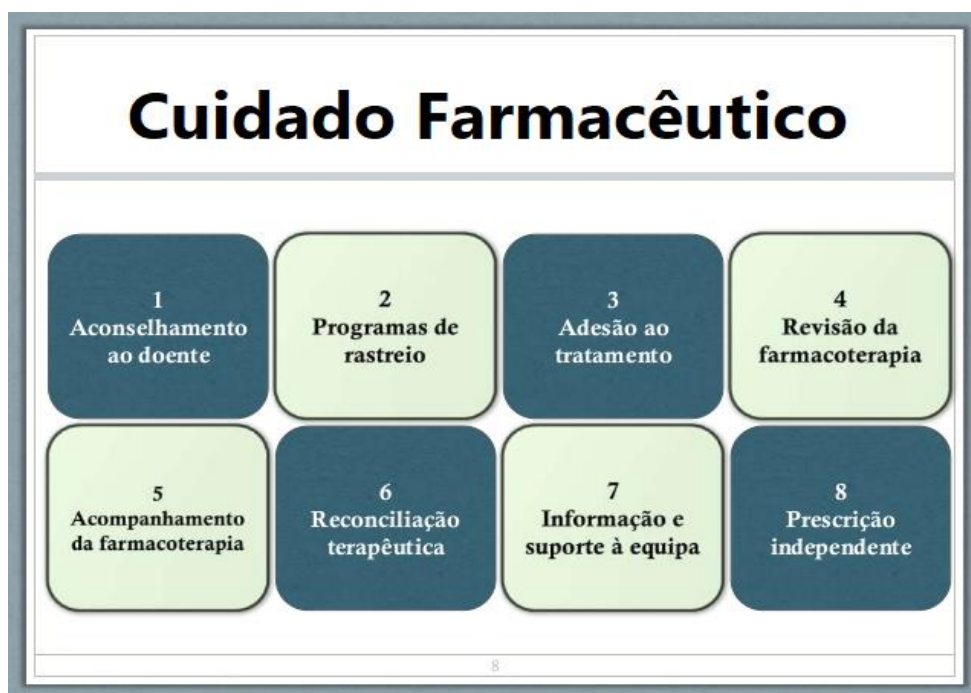 Cuidado Farmacêutico
1
Aconselhamento
ao doente
2
Programas de
rastreio
3
Adesão ao
tratamento
4
Revisão da
farmacoterapia
5
Acompanhamento
da farmacoterapia
6
Reconciliação
terapêutica
7
Informação e
suporte à equipa
8
Prescrição
independente
8